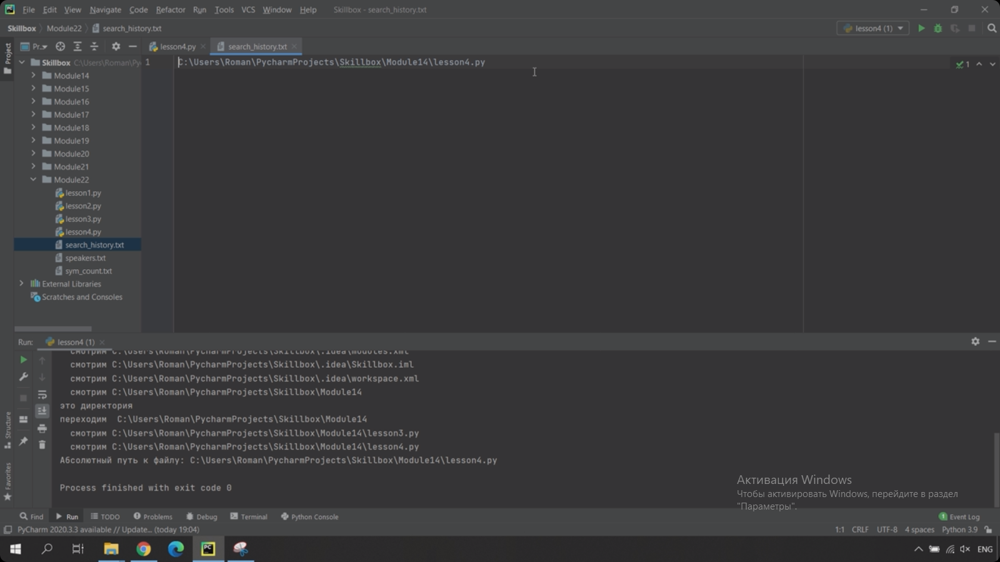 File Edit View Navigate Code Refactor Run Tools VCS Window Help Skillbox - search_history.txt
Skillbox Module22 search_history.txt lesson4 (1)
Project Pr.. lesson4.py search_history.txt
Skillbox C:\Users\Roman\Py 1 C:\Users\Roman\PycharmProjects\Skillbox\Module14\lesson4.py 1
Module14
Module15
Module16
Module17
Module18
Module19
Module20
Module21
Module22
lesson1.py
lesson2.py
lesson3.py
lesson4.py
search_history.txt
speakers.txt
sym_count.txt
External Libraries
Scratches and Consoles
Run: lesson4 (1)
смотрим C:\Users\Roman\PycharmProjects\Skillbox\.idea\modules.xml
смотрим C:\Users\Roman\PycharmProjects\Skillbox\.idea\Skillbox.iml
смотрим C:\Users\Roman\PycharmProjects\Skillbox\.idea\workspace.xml
смотрим C:\Users\Roman\PycharmProjects\Skillbox\Module14
это директория
переходим  C:\Users\Roman\PycharmProjects\Skillbox\Module14
смотрим C:\Users\Roman\PycharmProjects\Skillbox\Module14\lesson3.py
смотрим C:\Users\Roman\PycharmProjects\Skillbox\Module14\lesson4.py
Абсолютный путь к файлу: C:\Users\Roman\PycharmProjects\Skillbox\Module14\lesson4.py
Process finished with exit code 0
Structure
Favorites
Активация Windows
Чтобы активировать Windows, перейдите в раздел
"Параметры".
Find Run TODO Problems Debug Terminal Python Console 1 Event Log
PyCharm 2020.3.3 available // Update... (today 19:04) 1:1 CRLF UTF-8 4 spaces Python 3.9
PC PC ENG